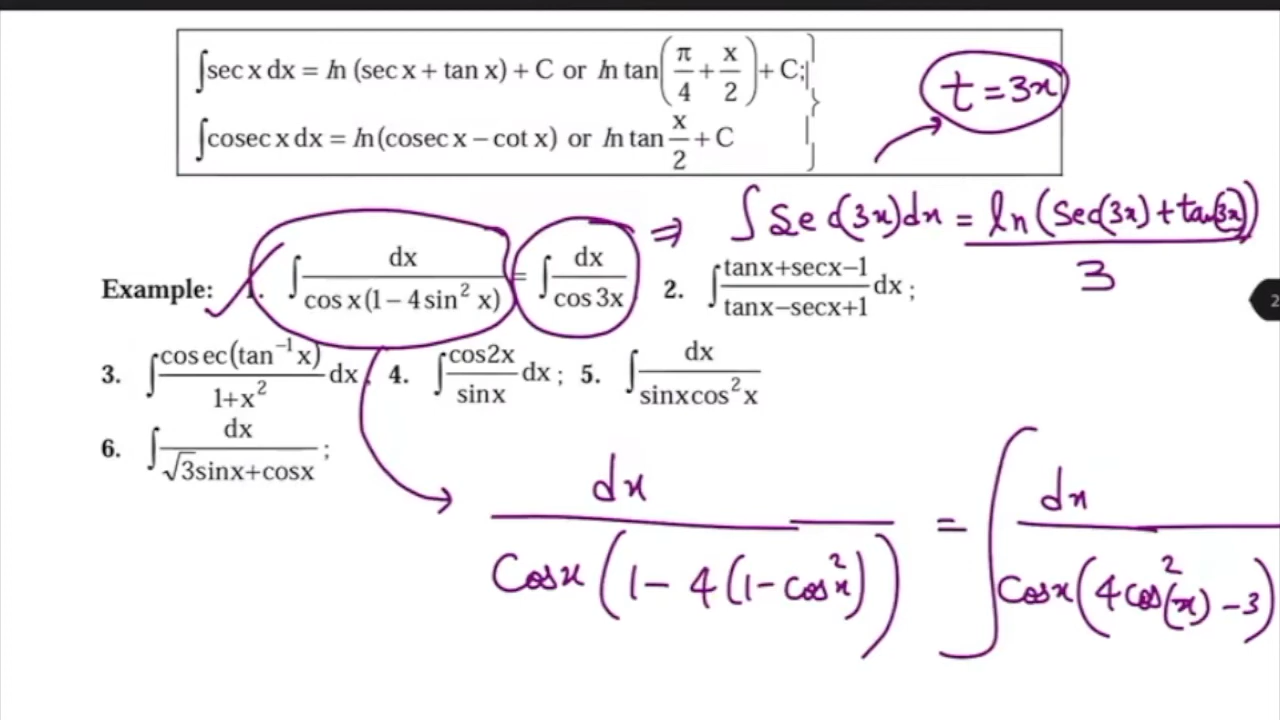 ∫sec x dx = ln (sec x + tan x) + C or ln tan(π/4 + x/2) + C;
t = 3x
∫cosec x dx = ln(cosec x – cot x) or ln tan x/2 + C
⇒ ∫ Sec(3x)dx = ln(Sec(3x) + tan(3x))/3
Example: 1. ∫ dx/(cos x(1 – 4 sin² x)) = ∫ dx/(cos 3x) 2. ∫ (tanx+secx–1)/(tanx–secx+1) dx ;
3. ∫ cosec(tan⁻¹ x)/(1+x²) dx 4. ∫ cos2x/sinx dx ; 5. ∫ dx/(sinxcos²x)
6. ∫ dx/(√3sinx+cosx) ;
dx/(Cosx(1 – 4(1–cos²x))) = ∫ dx/(Cosx(4cos²(x) – 3)
2